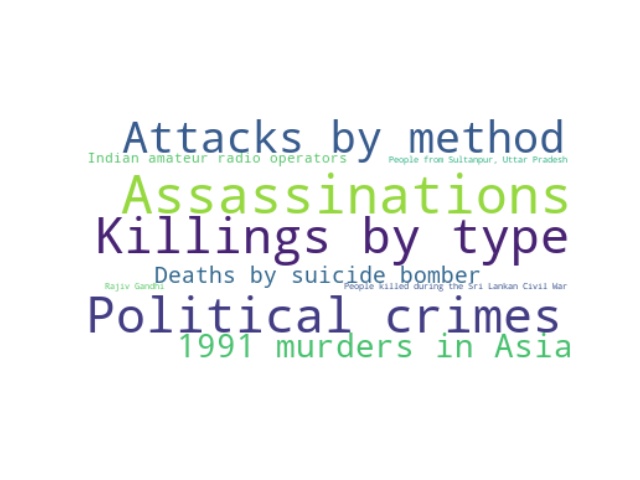 Attacks by method
Indian amateur radio operators
People from Sultanpur, Uttar Pradesh
Assassinations
Killings by type
Deaths by suicide bomber
Rajiv Gandhi
People killed during the Sri Lankan Civil War
Political crimes
1991 murders in Asia